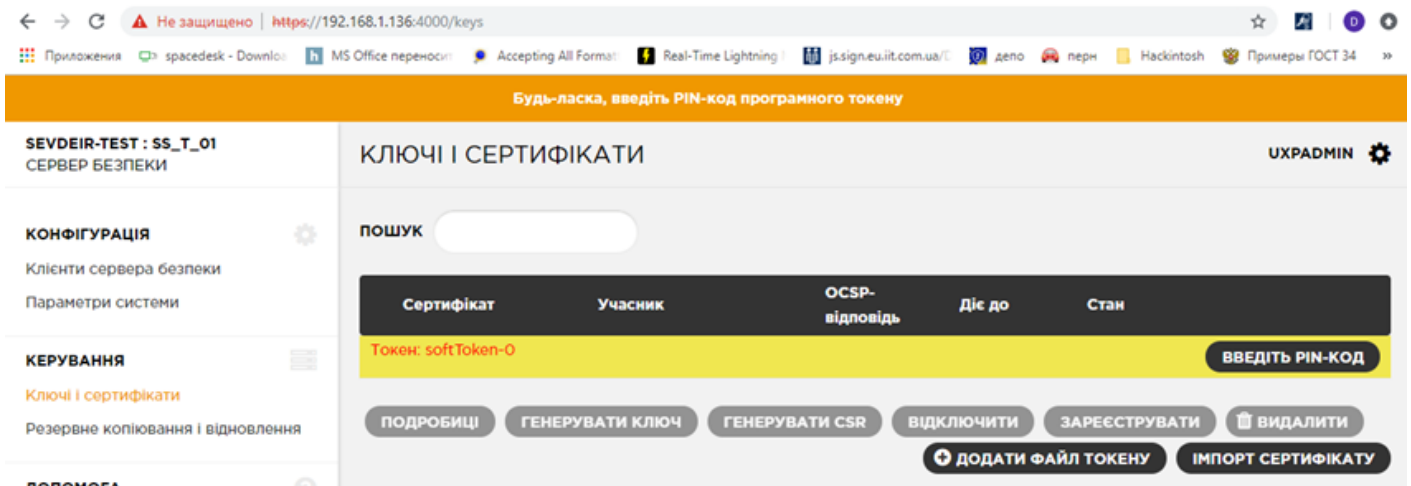 Не защищено | https://192.168.1.136:4000/keys
Приложения spacedesk - Downloa MS Office переносит Accepting All Format Real-Time Lightning js.sign.eu.iit.com.ua/ депо перн Hackintosh Примеры ГОСТ 34 »
Будь-ласка, введіть PIN-код програмного токену
SEVDEIR-TEST : SS_T_01
СЕРВЕР БЕЗПЕКИ
КЛЮЧІ І СЕРТИФІКАТИ
UXPADMIN
КОНФІГУРАЦІЯ
Клієнти сервера безпеки
Параметри системи
КЕРУВАННЯ
Ключі і сертифікати
Резервне копіювання і відновлення
ДОПОМОГА
ПОШУК
Сертифікат Учасник OCSP-відповідь Діє до Стан
Токен: softToken-0 ВВЕДІТЬ PIN-КОД
ПОДРОБИЦІ ГЕНЕРУВАТИ КЛЮЧ ГЕНЕРУВАТИ CSR ВІДКЛЮЧИТИ ЗАРЕЄСТРУВАТИ ВИДАЛИТИ
ДОДАТИ ФАЙЛ ТОКЕНУ ІМПОРТ СЕРТИФІКАТУ